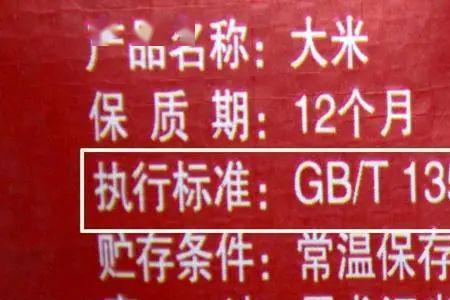 产品名称：大米
保质期：12个月
执行标准：GB/T 135
贮存条件：常温保存